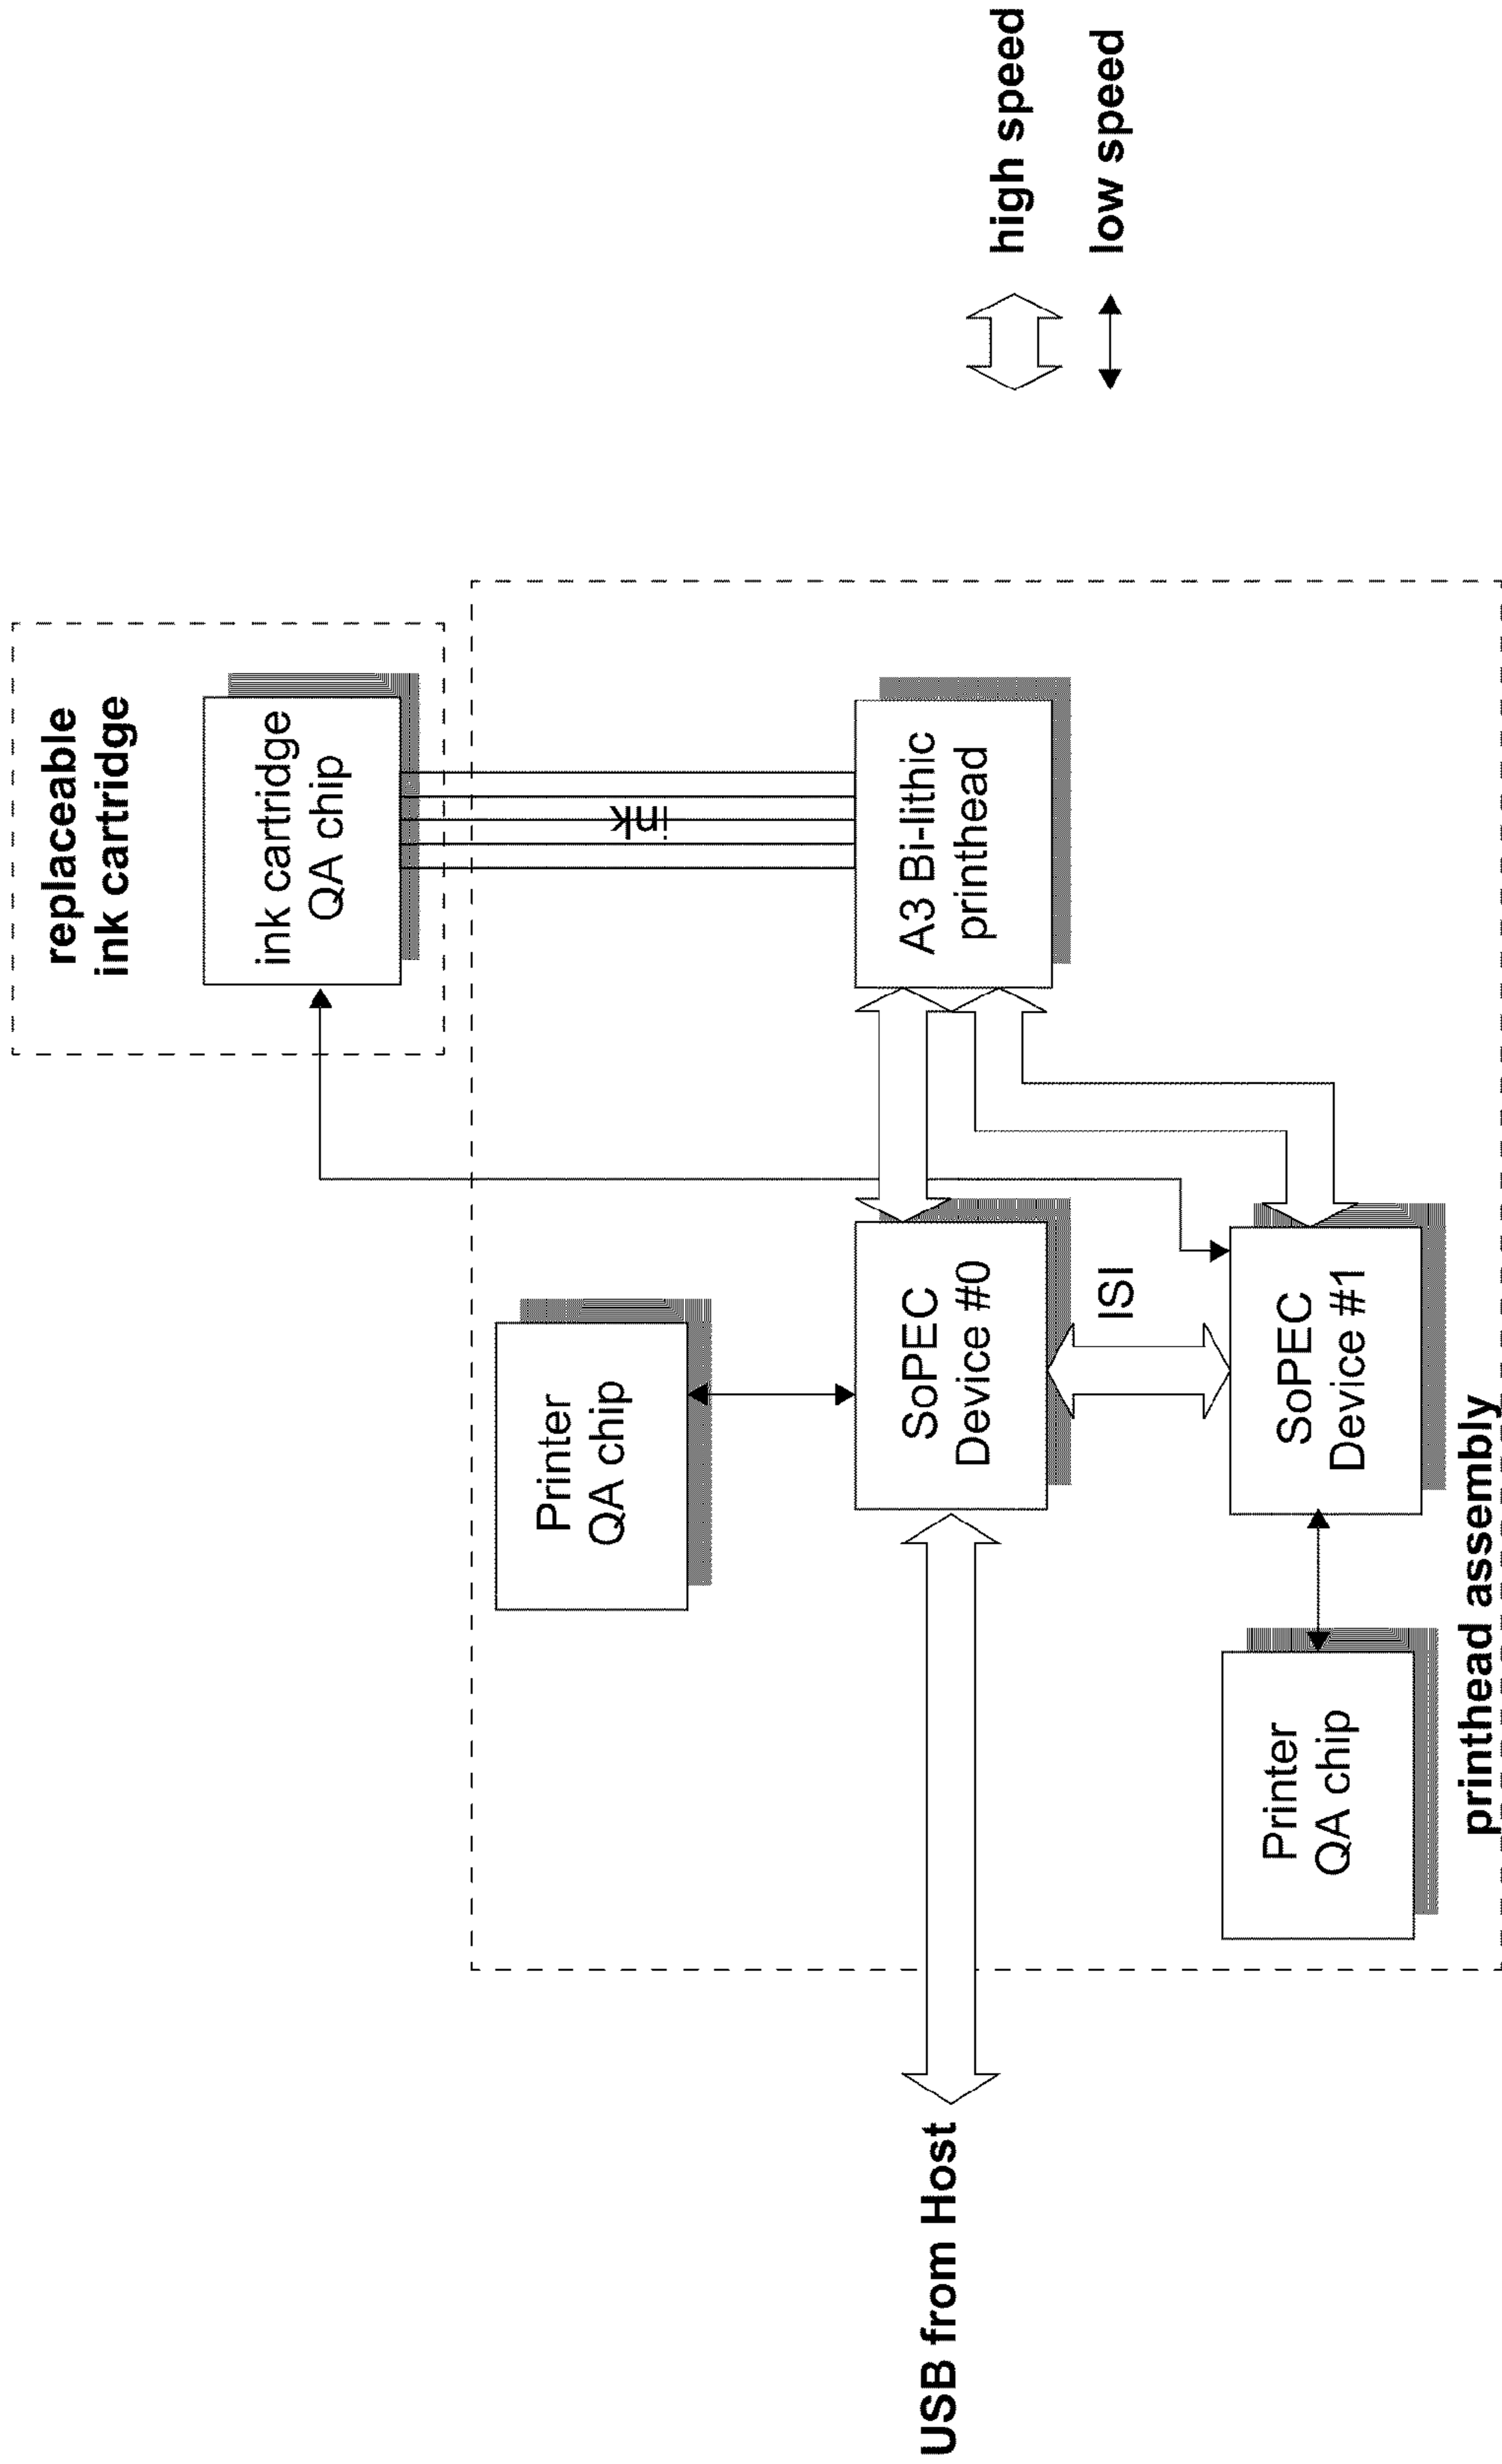 replaceable
ink cartridge
ink cartridge
QA chip
ink
Printer
QA chip
USB from Host
SoPEC
Device #0
A3 Bi-lithic
printhead
ISI
high speed
low speed
Printer
QA chip
SoPEC
Device #1
printhead assembly